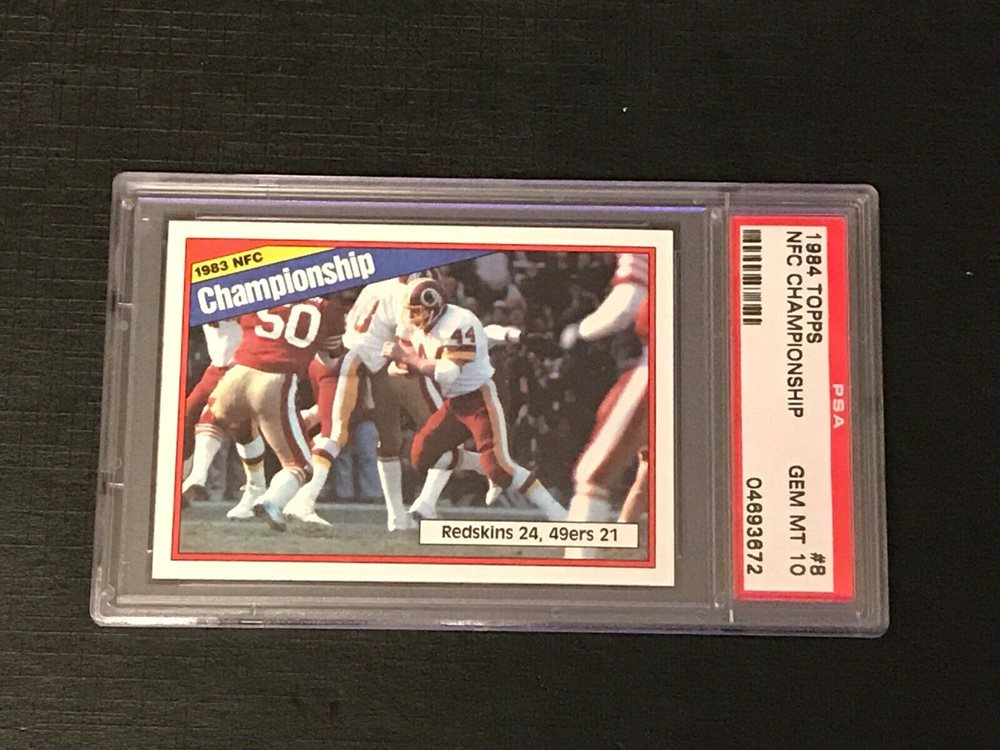 1983 NFC
Championship
50
44
Redskins 24, 49ers 21
1984 TOPPS #8
NFC CHAMPIONSHIP GEM MT 10
04693672
PSA